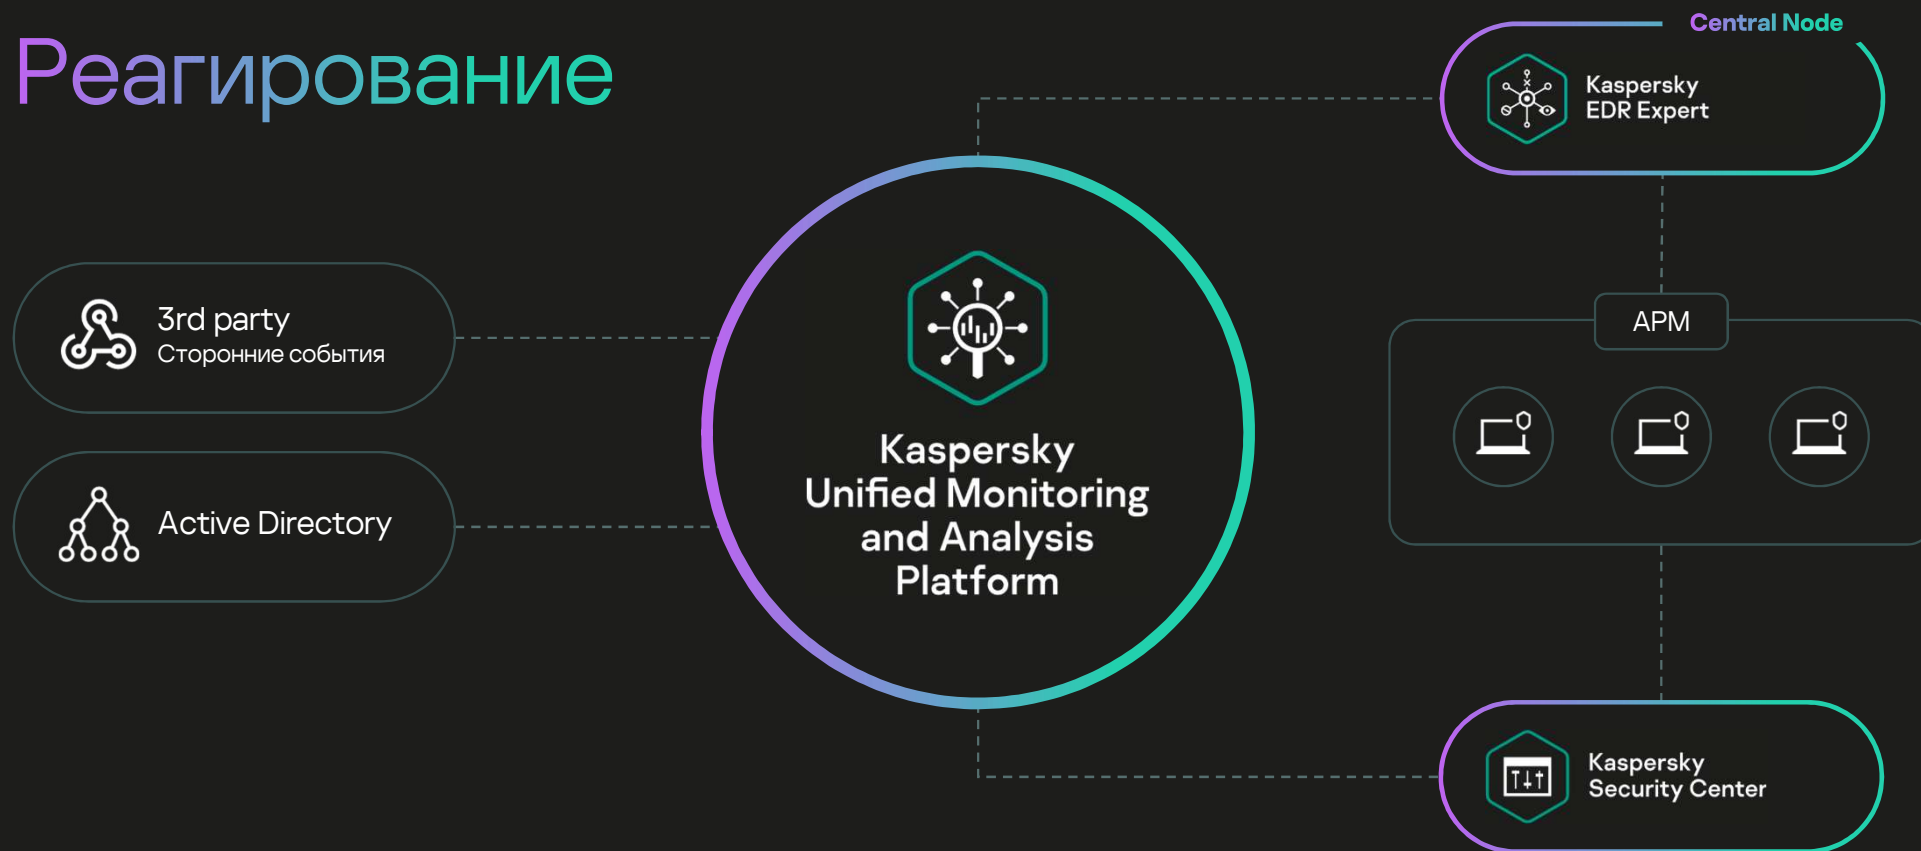 Реагирование
Central Node
Kaspersky
EDR Expert
3rd party
Сторонние события
Active Directory
Kaspersky
Unified Monitoring
and Analysis
Platform
АРМ
Kaspersky
Security Center